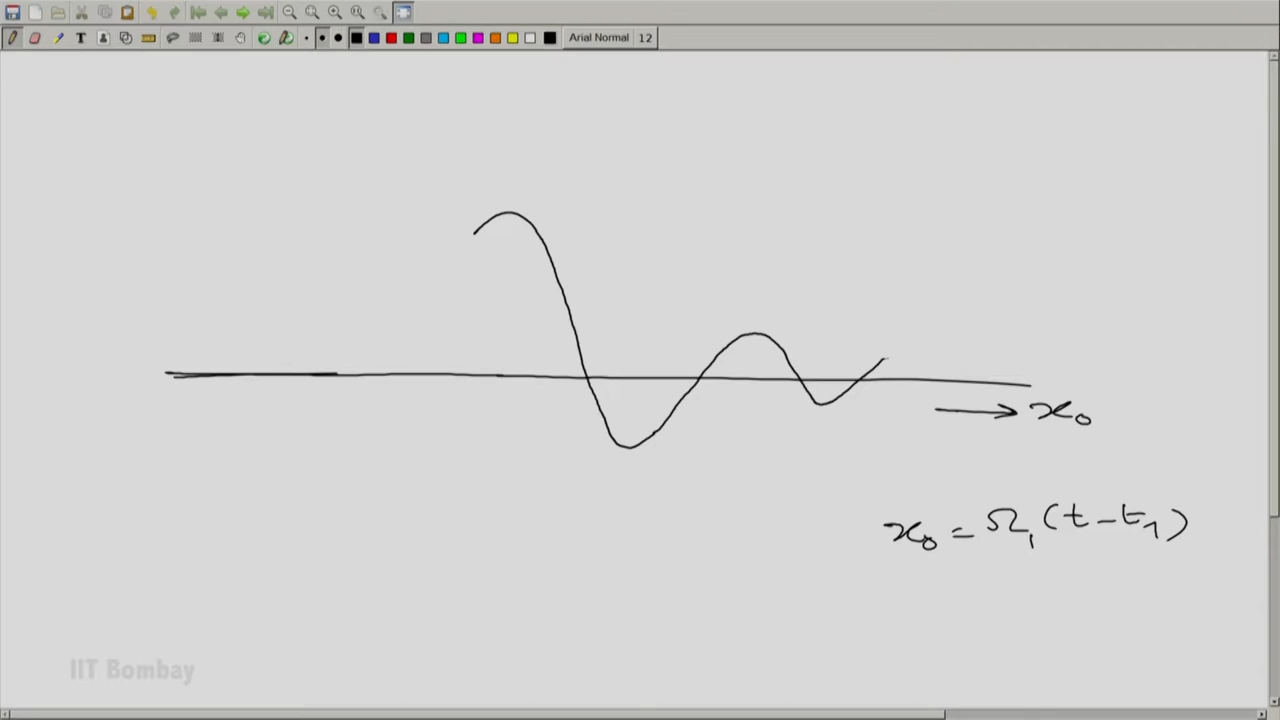 Arial Normal 12
x₀
x₀ = Ω₁(t − t₁)
IIT Bombay